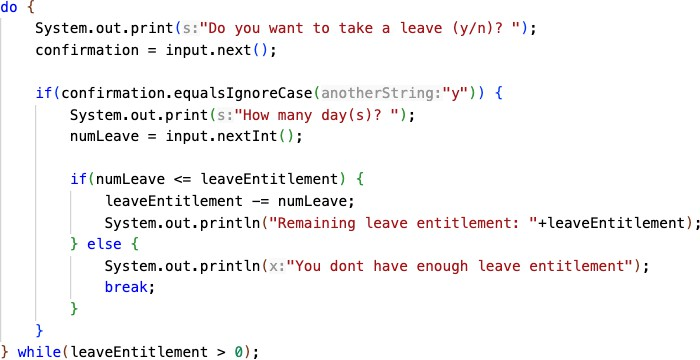 do {
    System.out.print(s:"Do you want to take a leave (y/n)? ");
    confirmation = input.next();

    if(confirmation.equalsIgnoreCase(anotherString:"y")) {
        System.out.print(s:"How many day(s)? ");
        numLeave = input.nextInt();

        if(numLeave <= leaveEntitlement) {
            leaveEntitlement -= numLeave;
            System.out.println("Remaining leave entitlement: "+leaveEntitlement);
        } else {
            System.out.println(x:"You dont have enough leave entitlement");
            break;
        }
    }
} while(leaveEntitlement > 0);